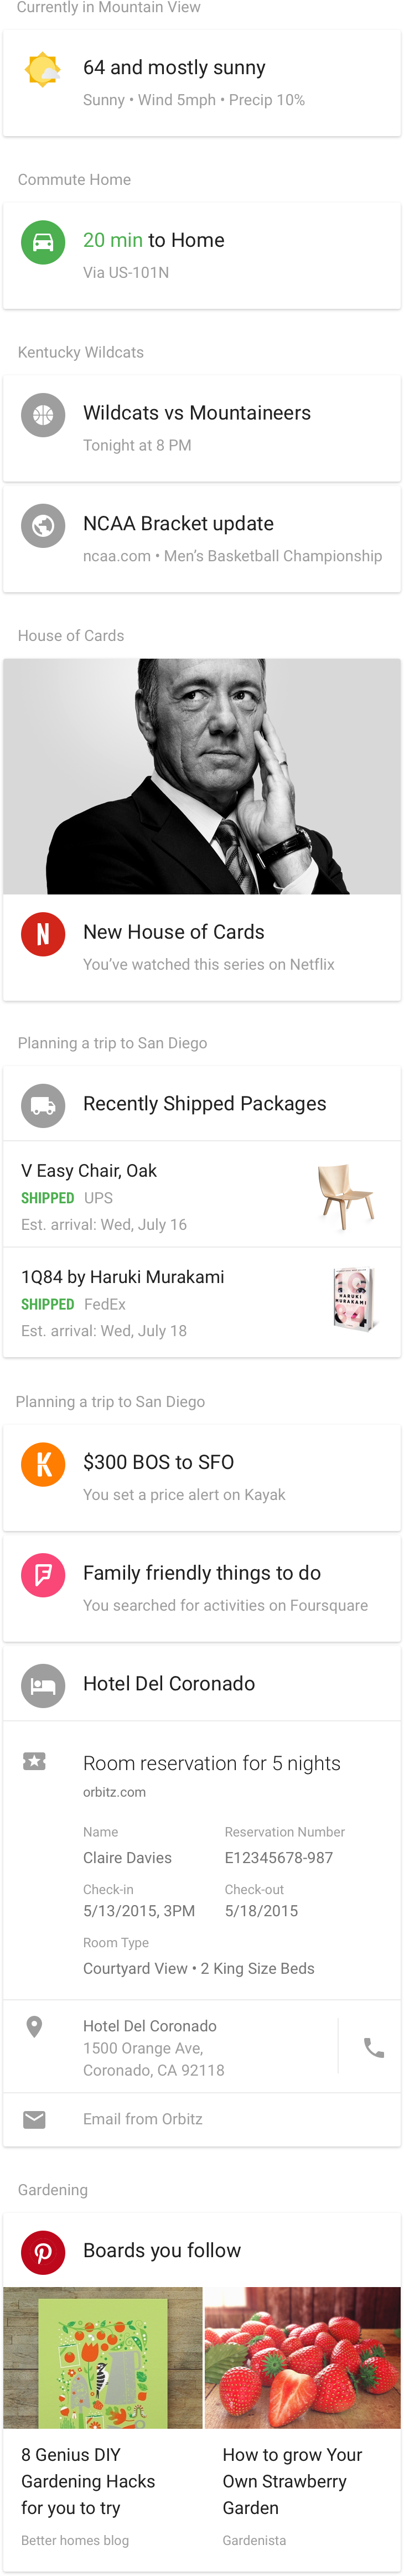 Currently in Mountain View
64 and mostly sunny
Sunny • Wind 5mph • Precip 10%
Commute Home
20 min to Home
Via US-101N
Kentucky Wildcats
Wildcats vs Mountaineers
Tonight at 8 PM
NCAA Bracket update
ncaa.com • Men's Basketball Championship
House of Cards
N
New House of Cards
You've watched this series on Netflix
Planning a trip to San Diego
Recently Shipped Packages
V Easy Chair, Oak
SHIPPED UPS
Est. arrival: Wed, July 16
1Q84 by Haruki Murakami
SHIPPED FedEx
Est. arrival: Wed, July 18
HARUKI
MURAKAMI
Planning a trip to San Diego
K
$300 BOS to SFO
You set a price alert on Kayak
Family friendly things to do
You searched for activities on Foursquare
Hotel Del Coronado
Room reservation for 5 nights
orbitz.com
Name Reservation Number
Claire Davies E12345678-987
Check-in Check-out
5/13/2015, 3PM 5/18/2015
Room Type
Courtyard View • 2 King Size Beds
Hotel Del Coronado
1500 Orange Ave,
Coronado, CA 92118
Email from Orbitz
Gardening
Boards you follow
8 Genius DIY
Gardening Hacks
for you to try
Better homes blog
How to grow Your
Own Strawberry
Garden
Gardenista